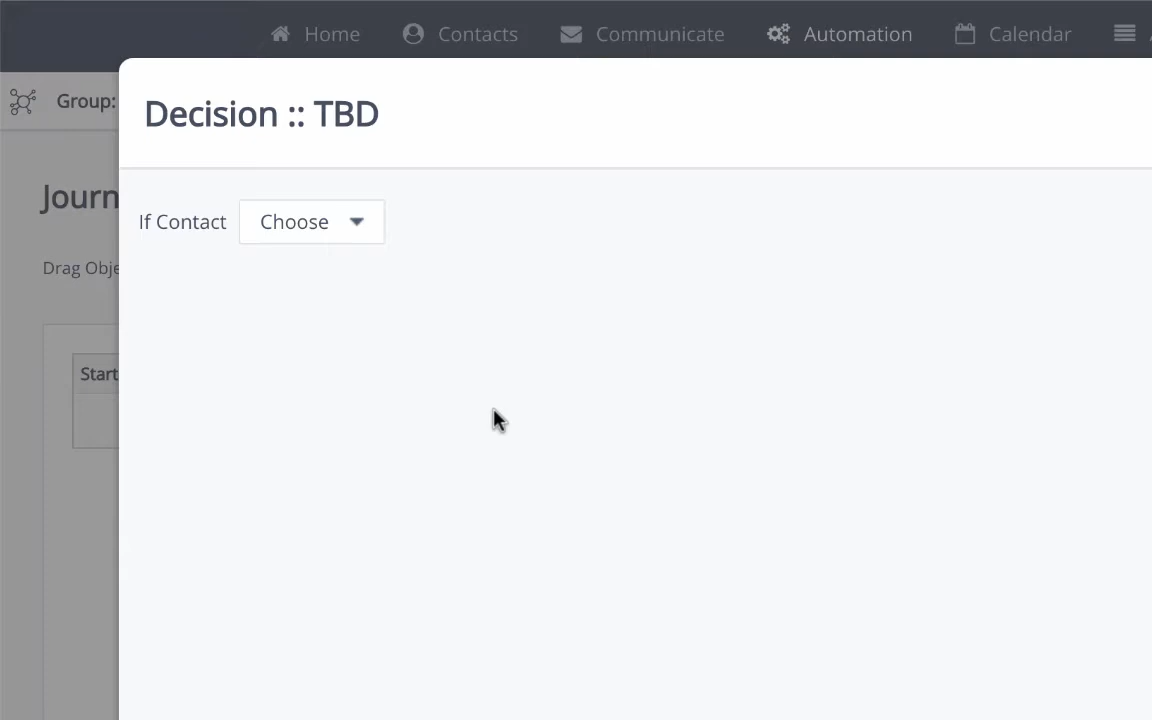 Home Contacts Communicate Automation Calendar
Group:
Decision :: TBD
Journ
If Contact Choose
Drag Obje
Start